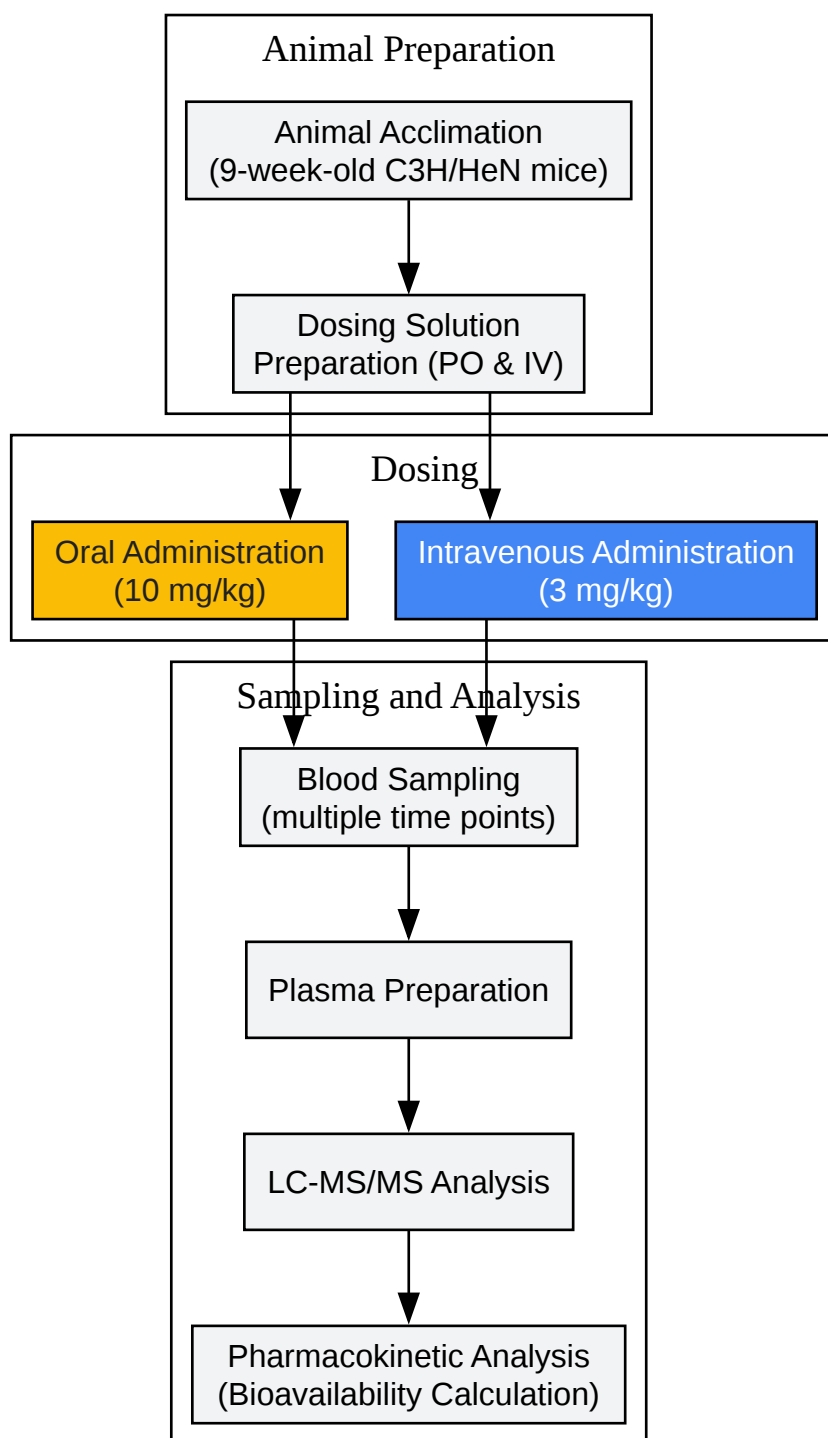 Animal Preparation
Animal Acclimation
(9-week-old C3H/HeN mice)
Dosing Solution
Preparation (PO & IV)
Dosing
Oral Administration
(10 mg/kg)
Intravenous Administration
(3 mg/kg)
Sampling and Analysis
Blood Sampling
(multiple time points)
Plasma Preparation
LC-MS/MS Analysis
Pharmacokinetic Analysis
(Bioavailability Calculation)